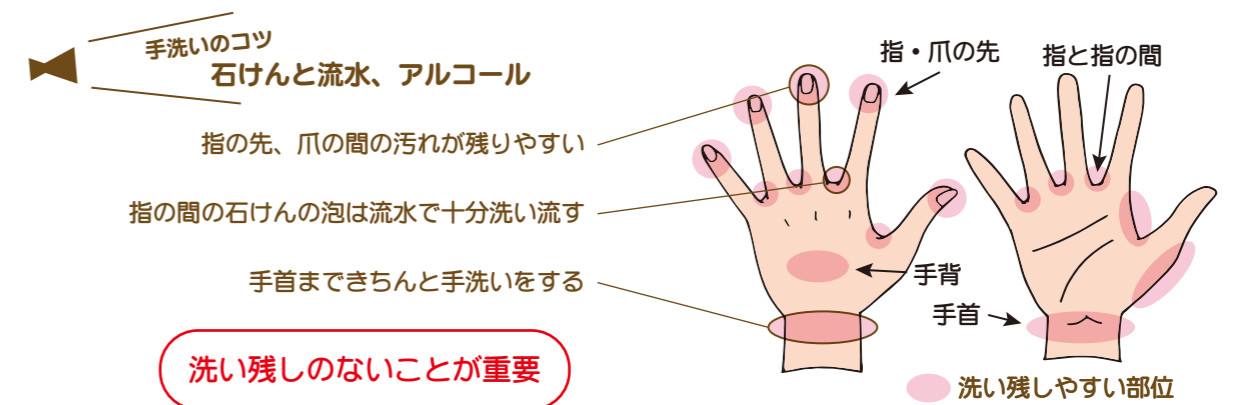 手洗いのコツ
石けんと流水、アルコール
指の先、爪の間の汚れが残りやすい
指の間の石けんの泡は流水で十分洗い流す
手首まできちんと手洗いをする
洗い残しのないことが重要
指・爪の先
指と指の間
手背
手首
洗い残しやすい部位